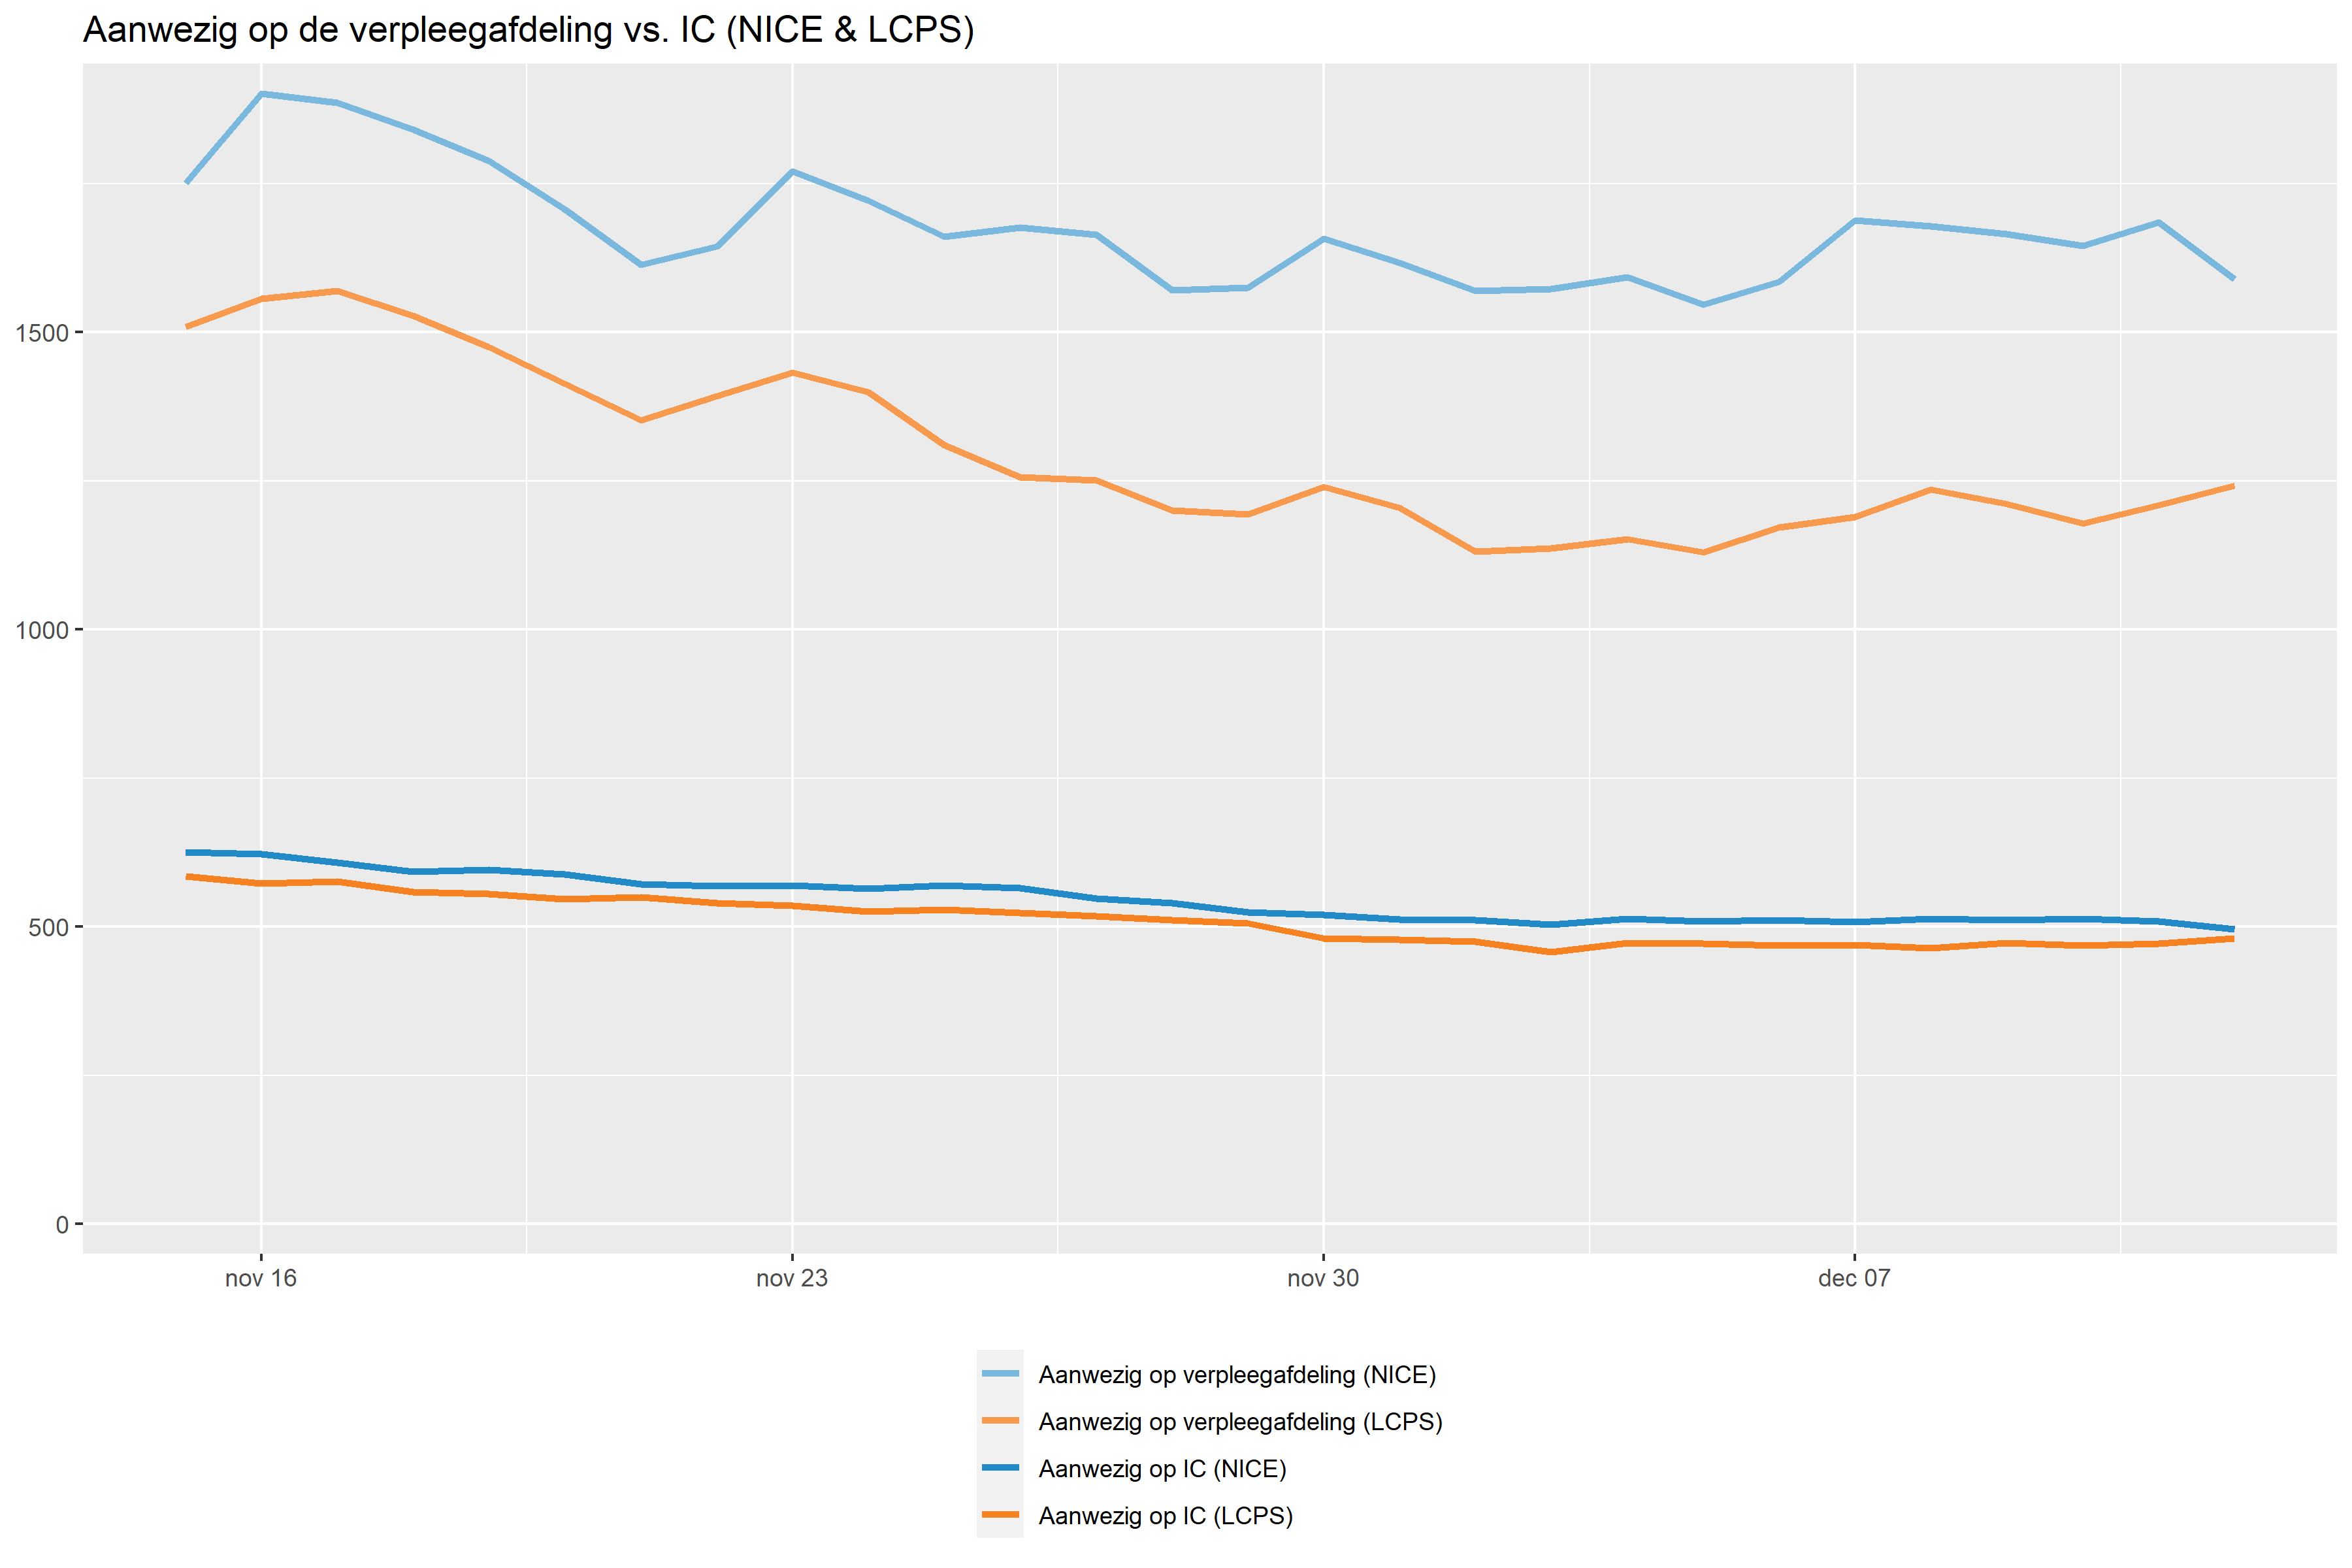 Aanwezig op de verpleegafdeling vs. IC (NICE & LCPS)
1500
1000
500
0
nov 16 nov 23 nov 30 dec 07
Aanwezig op verpleegafdeling (NICE)
Aanwezig op verpleegafdeling (LCPS)
Aanwezig op IC (NICE)
Aanwezig op IC (LCPS)